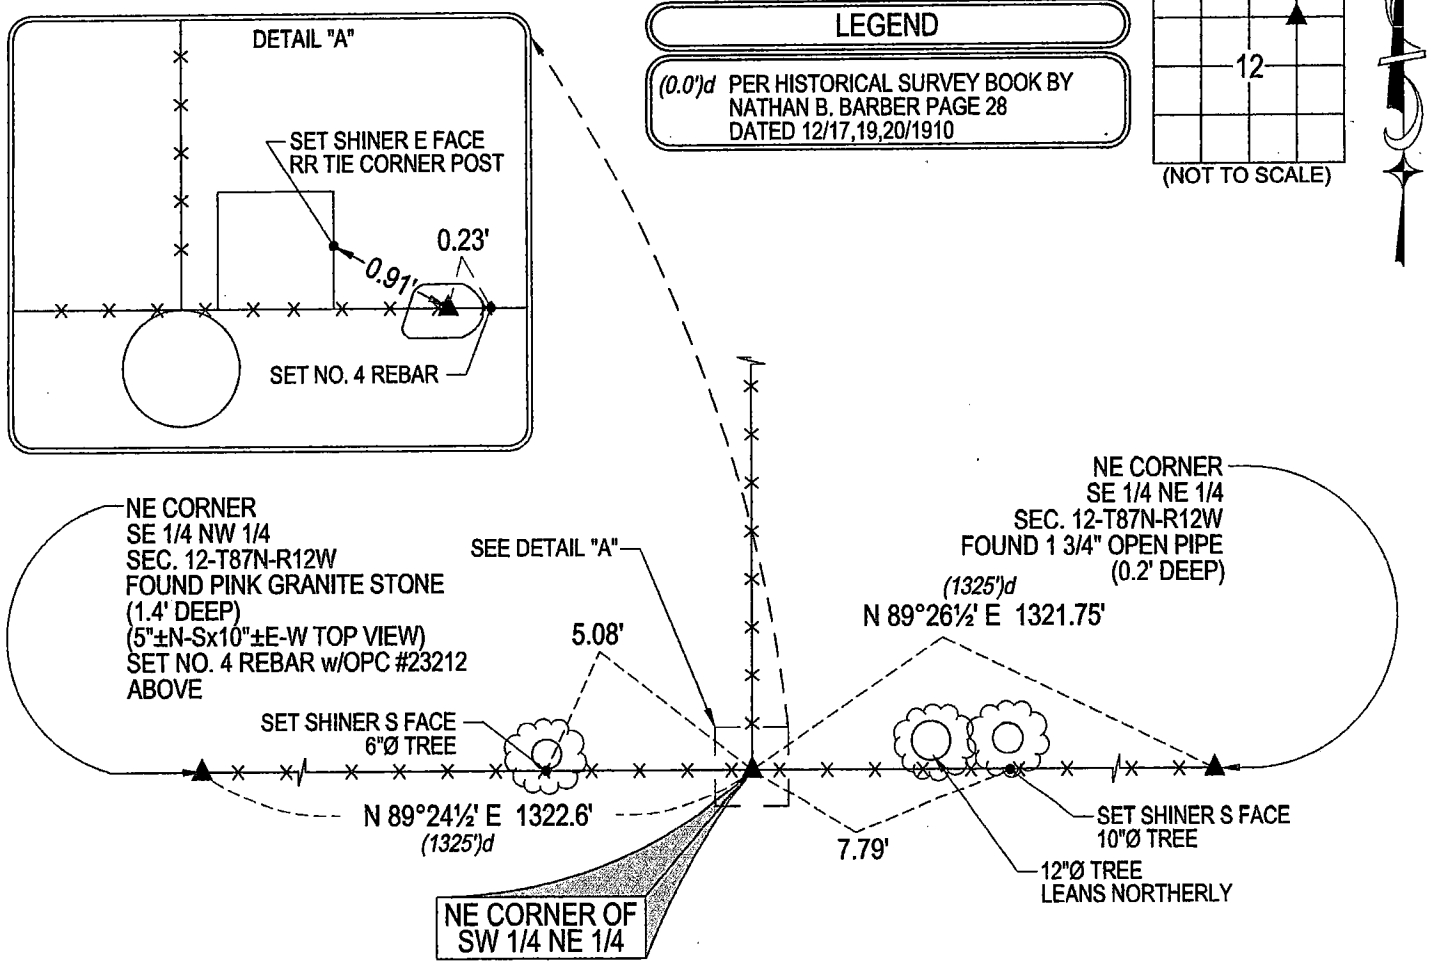 DETAIL "A"
SET SHINER E FACE
RR TIE CORNER POST
0.23'
0.91'
SET NO. 4 REBAR
LEGEND
(0.0')d PER HISTORICAL SURVEY BOOK BY
NATHAN B. BARBER PAGE 28
DATED 12/17,19,20/1910
12
(NOT TO SCALE)
NE CORNER
SE 1/4 NW 1/4
SEC. 12-T87N-R12W
FOUND PINK GRANITE STONE
(1.4' DEEP)
(5"±N-Sx10"±E-W TOP VIEW)
SET NO. 4 REBAR w/OPC #23212
ABOVE
SEE DETAIL "A"
NE CORNER
SE 1/4 NE 1/4
SEC. 12-T87N-R12W
FOUND 1 3/4" OPEN PIPE
(0.2' DEEP)
(1325')d
N 89°26½' E 1321.75'
5.08'
SET SHINER S FACE
6"Ø TREE
N 89°24½' E 1322.6'
(1325')d
7.79'
SET SHINER S FACE
10"Ø TREE
12"Ø TREE
LEANS NORTHERLY
NE CORNER OF
SW 1/4 NE 1/4